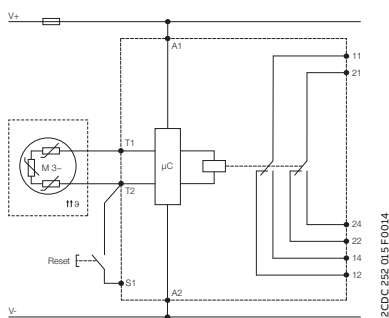 V+
A1
11
21
T1
M 3~
µC
T2
↑↑ϑ
24
22
Reset
14
S1
12
A2
V-
2CDC 252 015 F0014